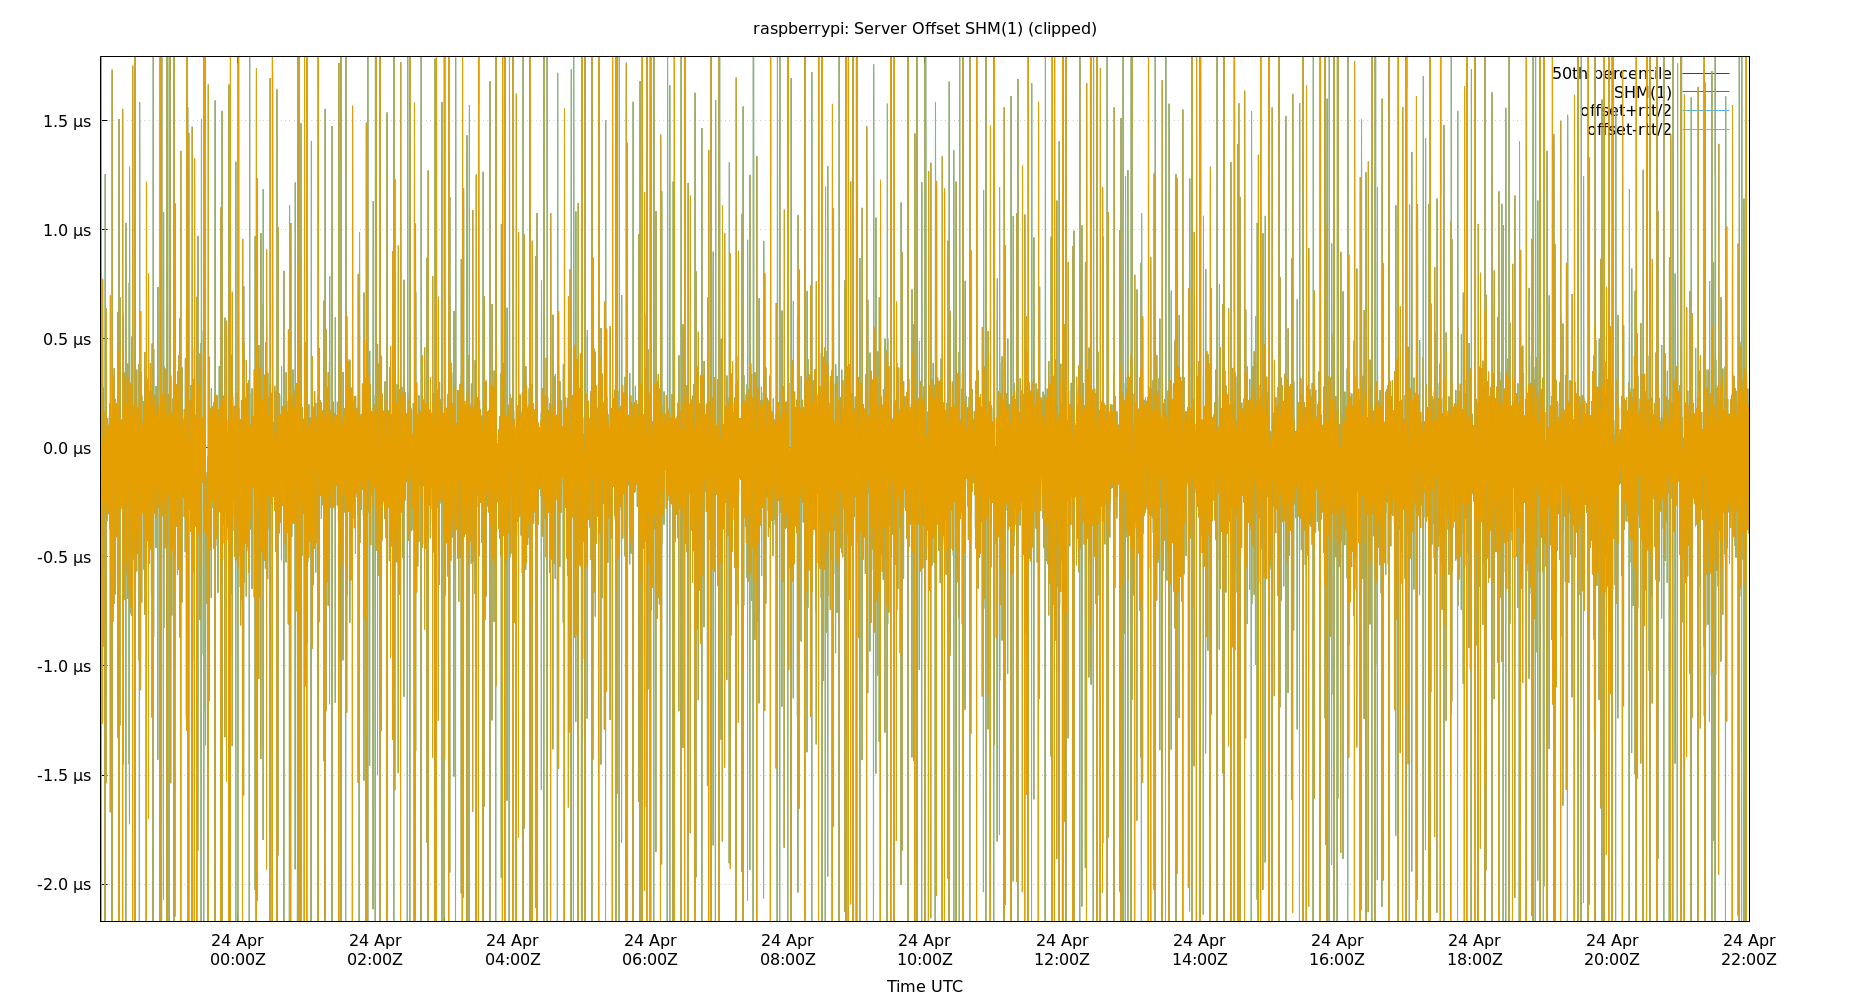 raspberrypi: Server Offset SHM(1) (clipped)
50th percentile
SHM(1)
offset+rtt/2
offset-rtt/2
1.5 µs
1.0 µs
0.5 µs
0.0 µs
-0.5 µs
-1.0 µs
-1.5 µs
-2.0 µs
24 Apr 24 Apr 24 Apr 24 Apr 24 Apr 24 Apr 24 Apr 24 Apr 24 Apr 24 Apr 24 Apr 24 Apr
00:00Z 02:00Z 04:00Z 06:00Z 08:00Z 10:00Z 12:00Z 14:00Z 16:00Z 18:00Z 20:00Z 22:00Z
Time UTC